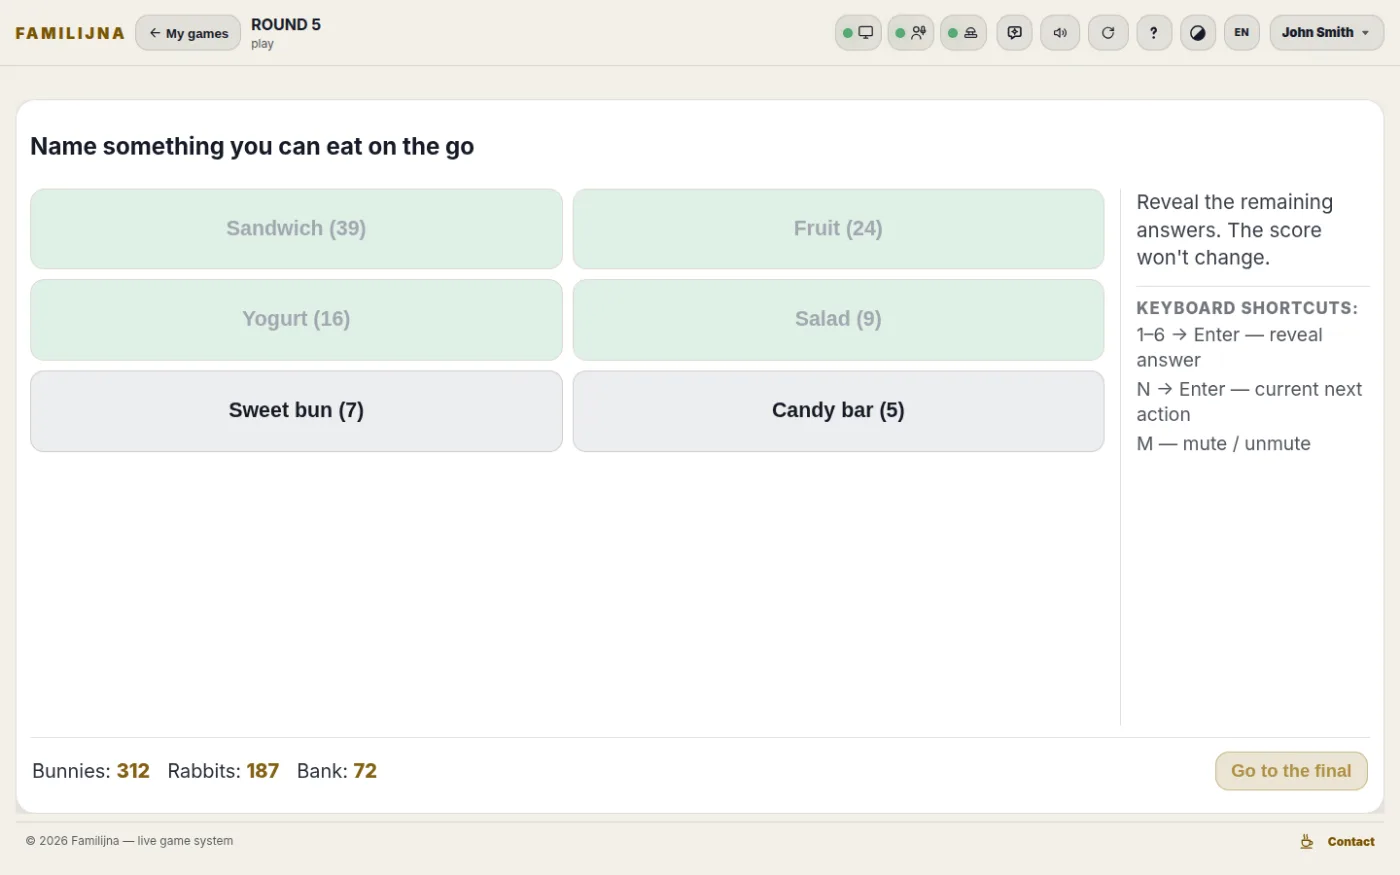 FAMILIJNA
← My games
ROUND 5
play
?
EN
John Smith
Name something you can eat on the go
Sandwich (39)
Fruit (24)
Yogurt (16)
Salad (9)
Sweet bun (7)
Candy bar (5)
Reveal the remaining
answers. The score
won't change.
KEYBOARD SHORTCUTS:
1–6 → Enter — reveal
answer
N → Enter — current next
action
M — mute / unmute
Bunnies: 312 Rabbits: 187 Bank: 72
Go to the final
© 2026 Familijna — live game system
Contact